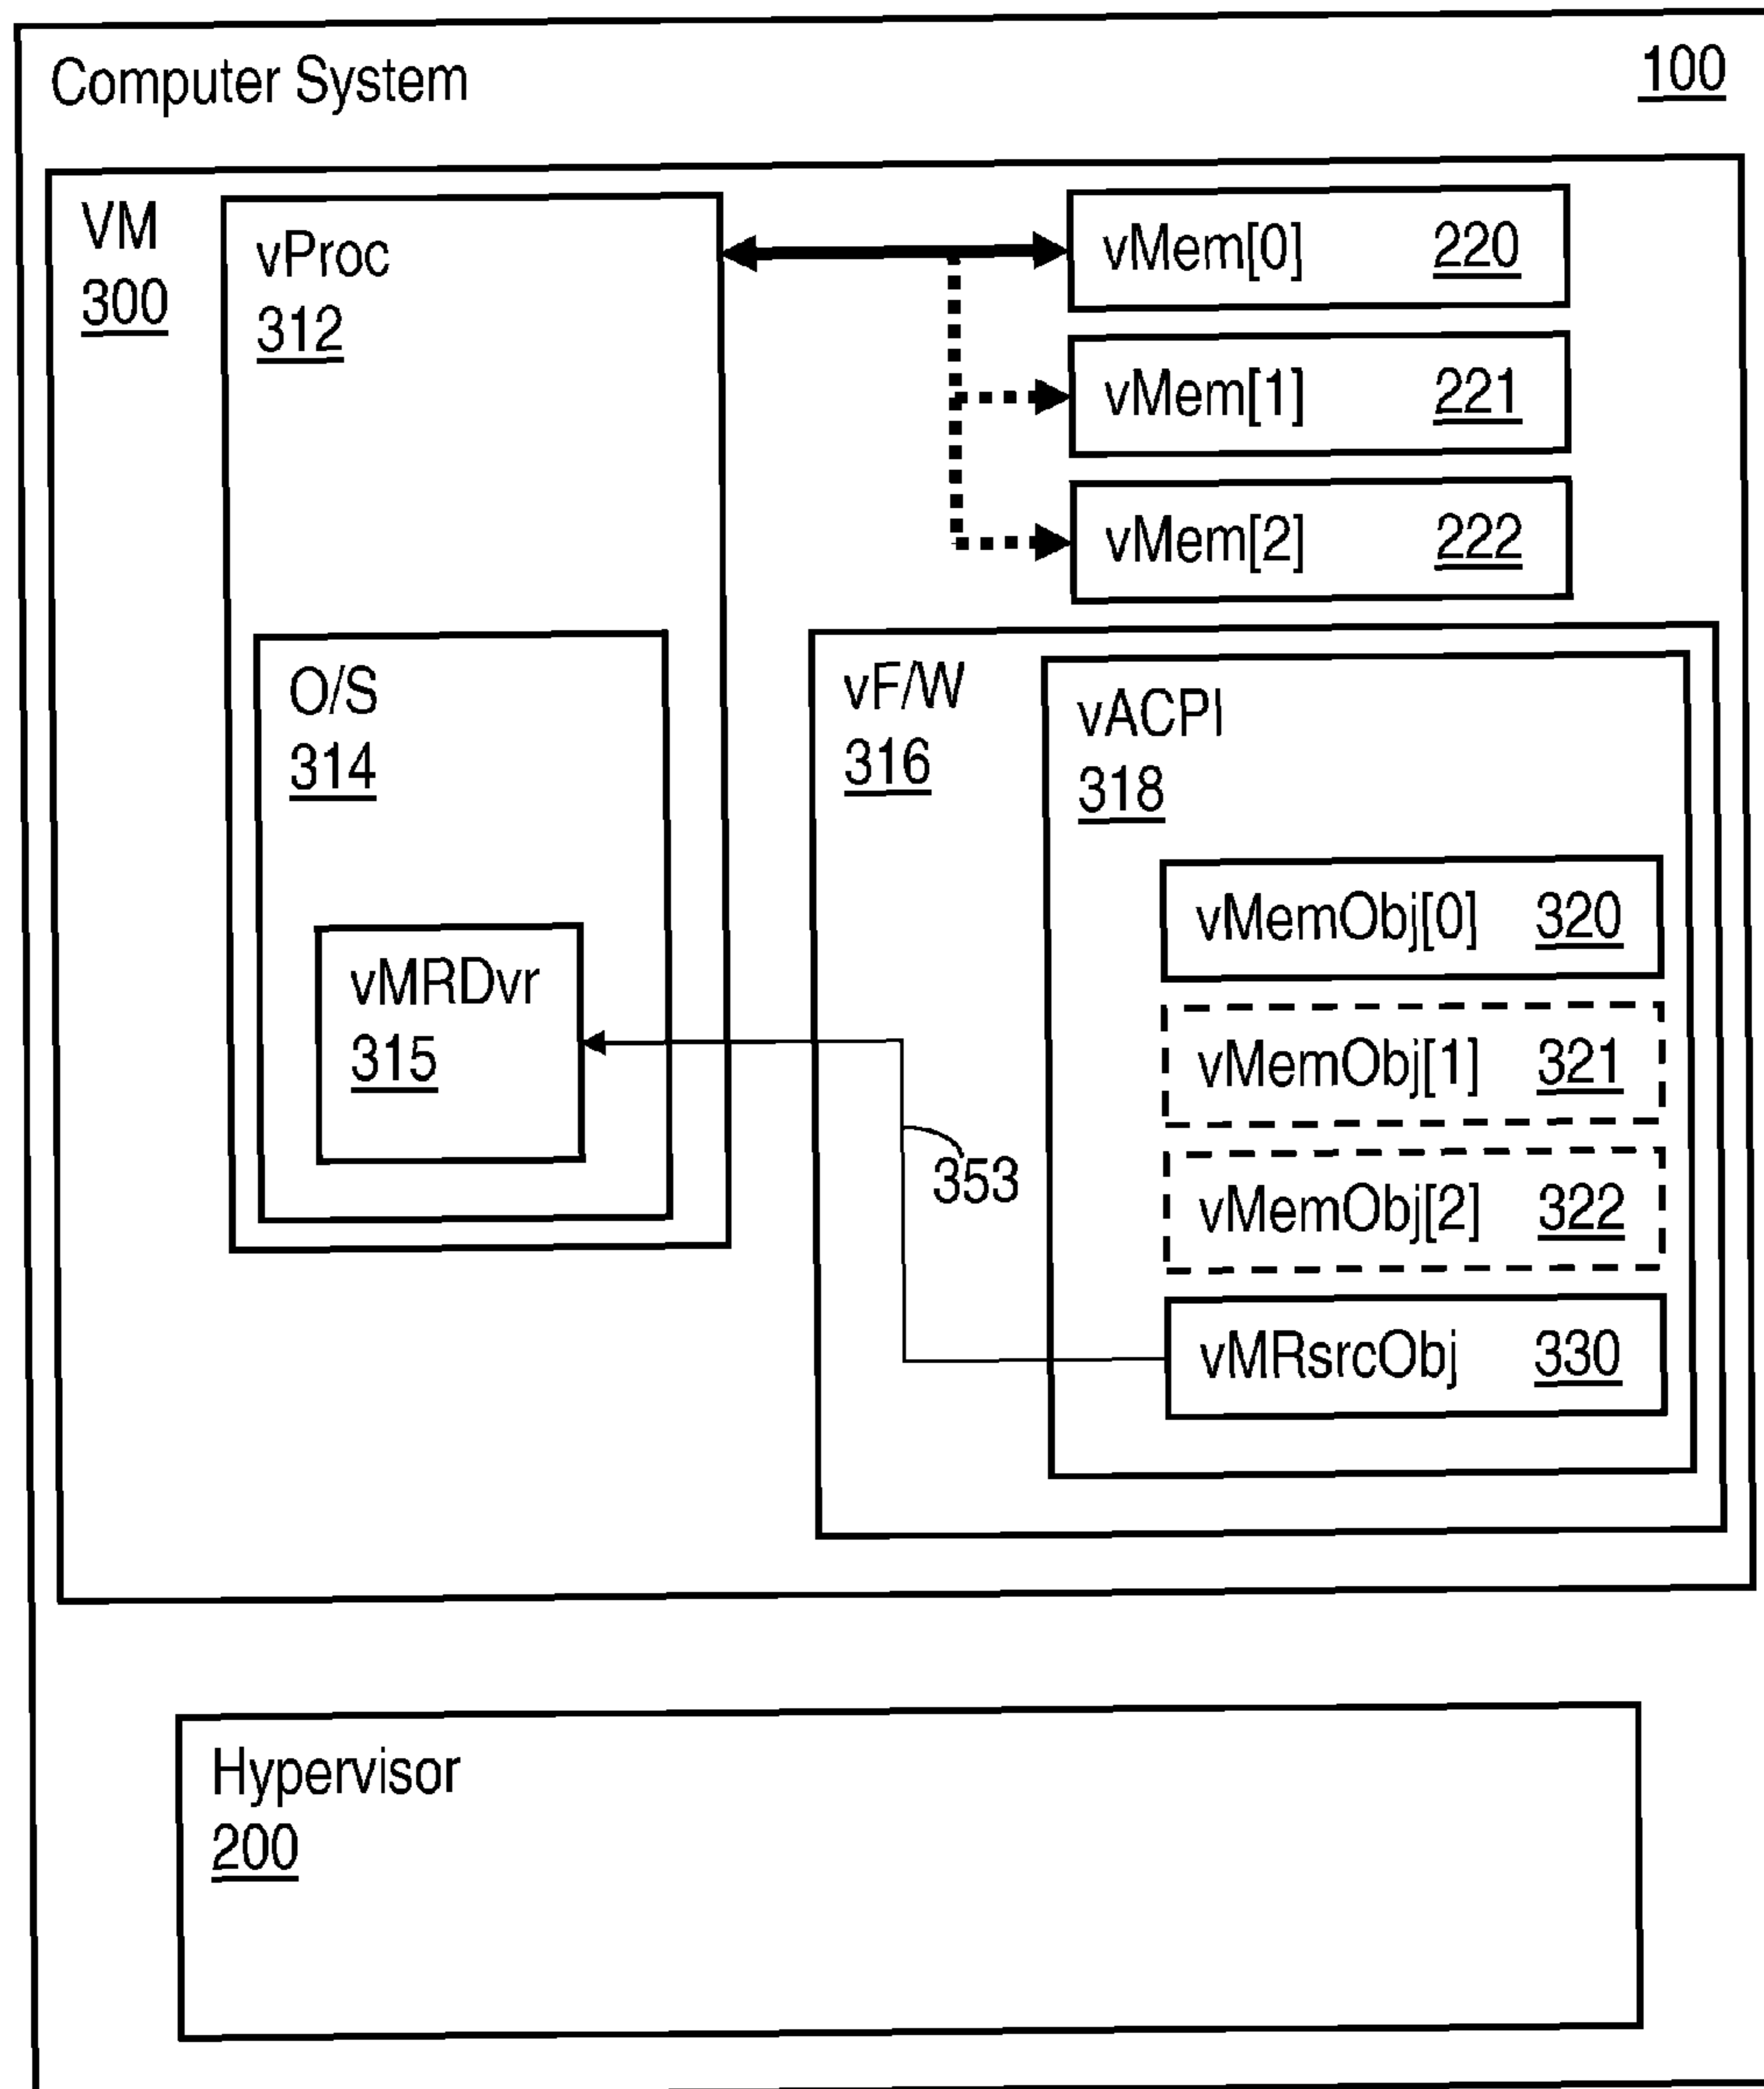 Computer System 100
VM
300
vProc
312
vMem[0] 220
vMem[1] 221
vMem[2] 222
O/S
314
vMRDvr
315
vF/W
316
vACPI
318
vMemObj[0] 320
vMemObj[1] 321
vMemObj[2] 322
vMRsrcObj 330
353
Hypervisor
200